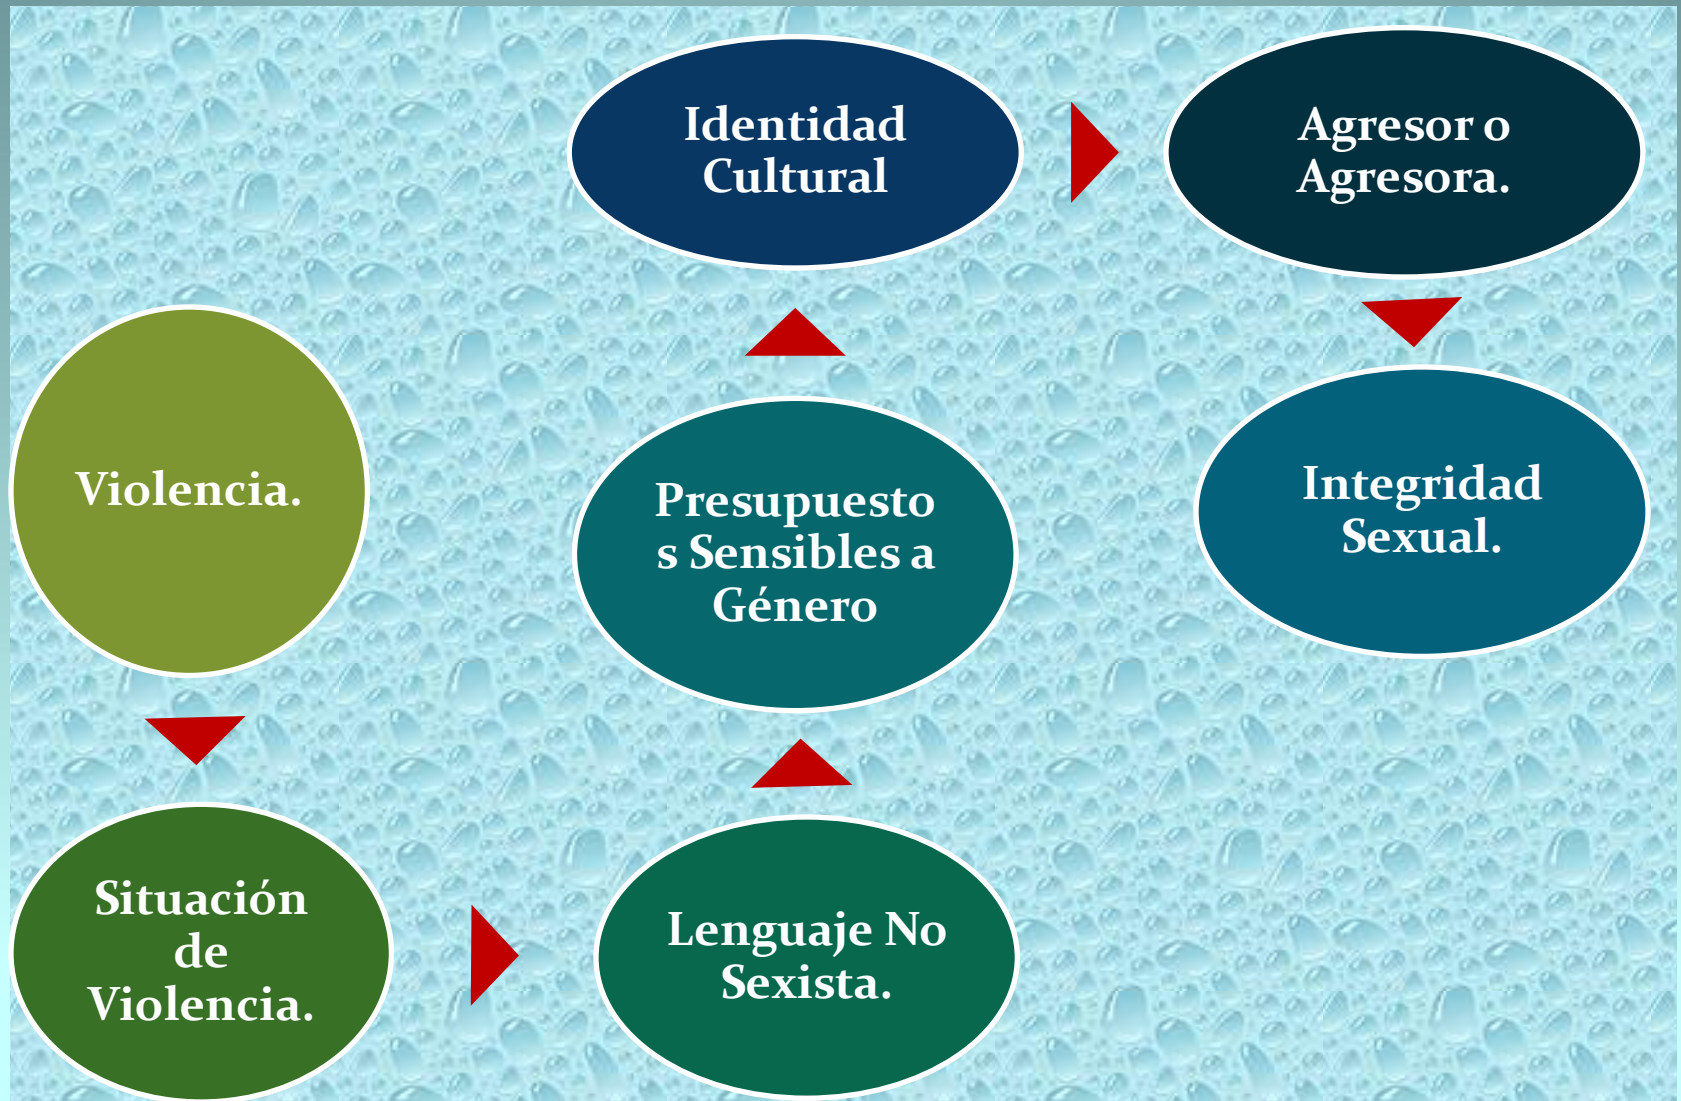 Violencia.
Situación
de
Violencia.
Lenguaje No
Sexista.
Presupuesto
s Sensibles a
Género
Identidad
Cultural
Agresor o
Agresora.
Integridad
Sexual.